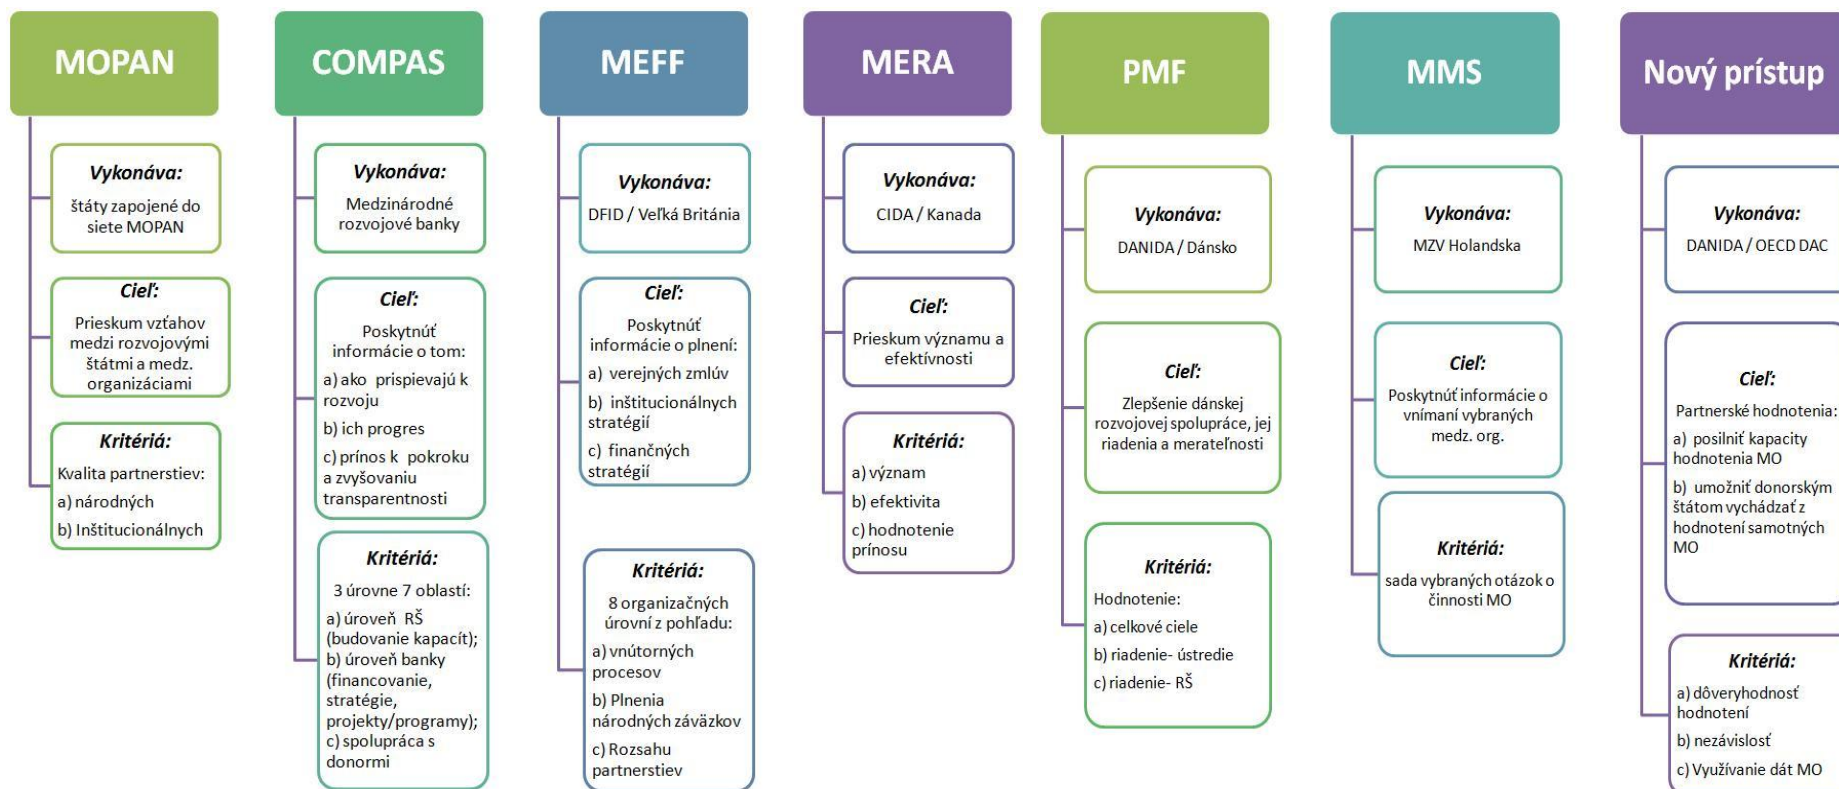 MOPAN
Vykonáva:
štáty zapojené do
siete MOPAN
Cieľ:
Prieskum vzťahov
medzi rozvojovými
štátmi a medz.
organizáciami
Kritériá:
Kvalita partnerstiev:
a) národných
b) Inštitucionálnych
COMPAS
Vykonáva:
Medzinárodné
rozvojové banky
Cieľ:
Poskytnúť
informácie o tom:
a) ako prispievajú k
rozvoju
b) ich progres
c) prínos k pokroku
a zvyšovaniu
transparentnosti
Kritériá:
3 úrovne 7 oblastí:
a) úroveň RŠ
(budovanie kapacít);
b) úroveň banky
(financovanie,
stratégie,
projekty/programy);
c) spolupráca s
donormi
MEFF
Vykonáva:
DFID / Veľká Británia
Cieľ:
Poskytnúť
informácie o plnení:
a) verejných zmlúv
b) inštitucionálnych
stratégií
c) finančných
stratégií
Kritériá:
8 organizačných
úrovní z pohľadu:
a) vnútorných
procesov
b) Plnenia
národných záväzkov
c) Rozsahu
partnerstiev
MERA
Vykonáva:
CIDA / Kanada
Cieľ:
Prieskum významu a
efektívnosti
Kritériá:
a) význam
b) efektivita
c) hodnotenie
prínosu
PMF
Vykonáva:
DANIDA / Dánsko
Cieľ:
Zlepšenie dánskej
rozvojovej spolupráce, jej
riadenia a merateľnosti
Kritériá:
Hodnotenie:
a) celkové ciele
b) riadenie- ústredie
c) riadenie- RŠ
MMS
Vykonáva:
MZV Holandska
Cieľ:
Poskytnúť informácie o
vnímaní vybraných
medz. org.
Kritériá:
sada vybraných otázok o
činnosti MO
Nový prístup
Vykonáva:
DANIDA / OECD DAC
Cieľ:
Partnerské hodnotenia:
a) posilniť kapacity
hodnotenia MO
b) umožniť donorským
štátom vychádzať z
hodnotení samotných
MO
Kritériá:
a) dôveryhodnosť
hodnotení
b) nezávislosť
c) Využívanie dát MO